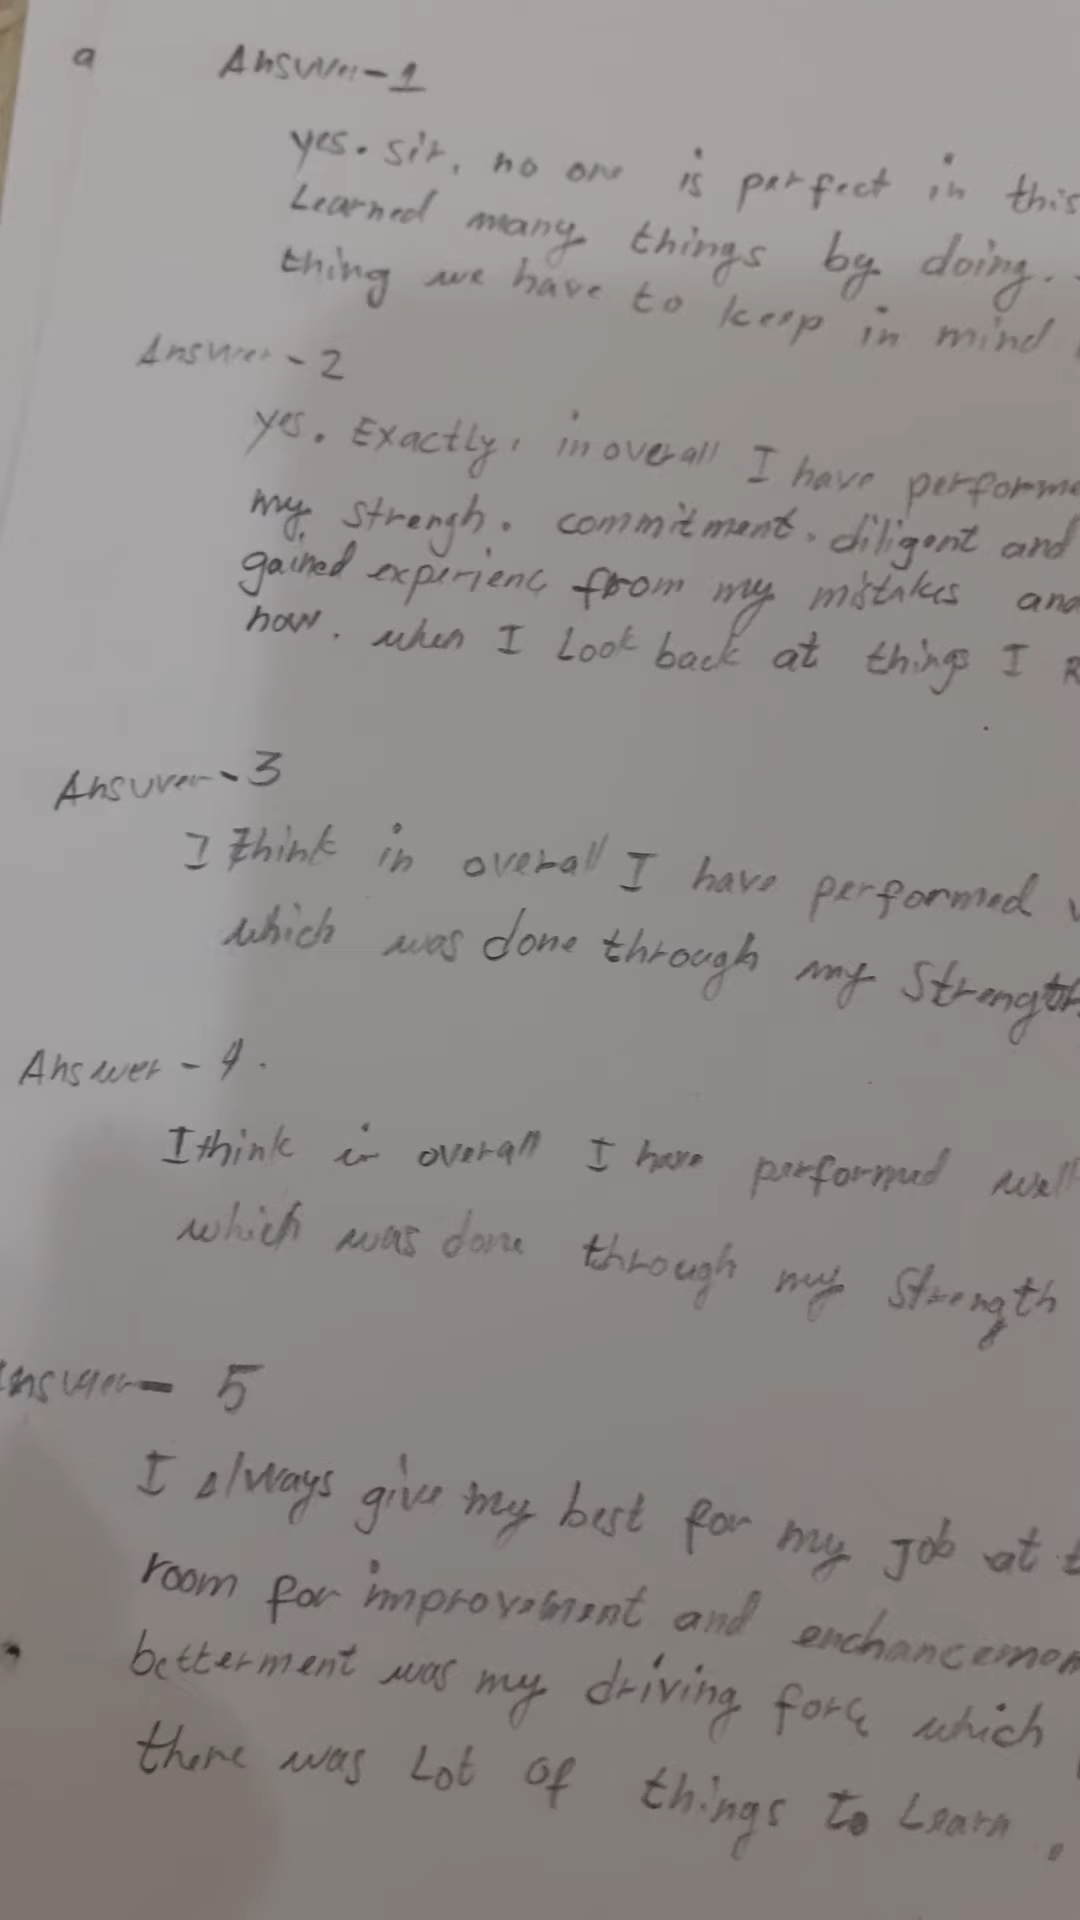 a
Answer-1
yes. sir, no one is perfect in this
Learned many things by doing.
thing we have to keep in mind
Answer-2
yes. Exactly, in overall I have performe
my strengh. commitment. diligent and
gained experienc from my mistakes and
now. when I Look back at things I R
Answer-3
I think in overall I have performed
which was done through my Strength
Answer-4.
I think in overall I have performed well
which was done through my Strength
Answer-5
I always give my best for my job at t
room for improvement and enchancemen
betterment was my driving force which
there was Lot of things to Learn.